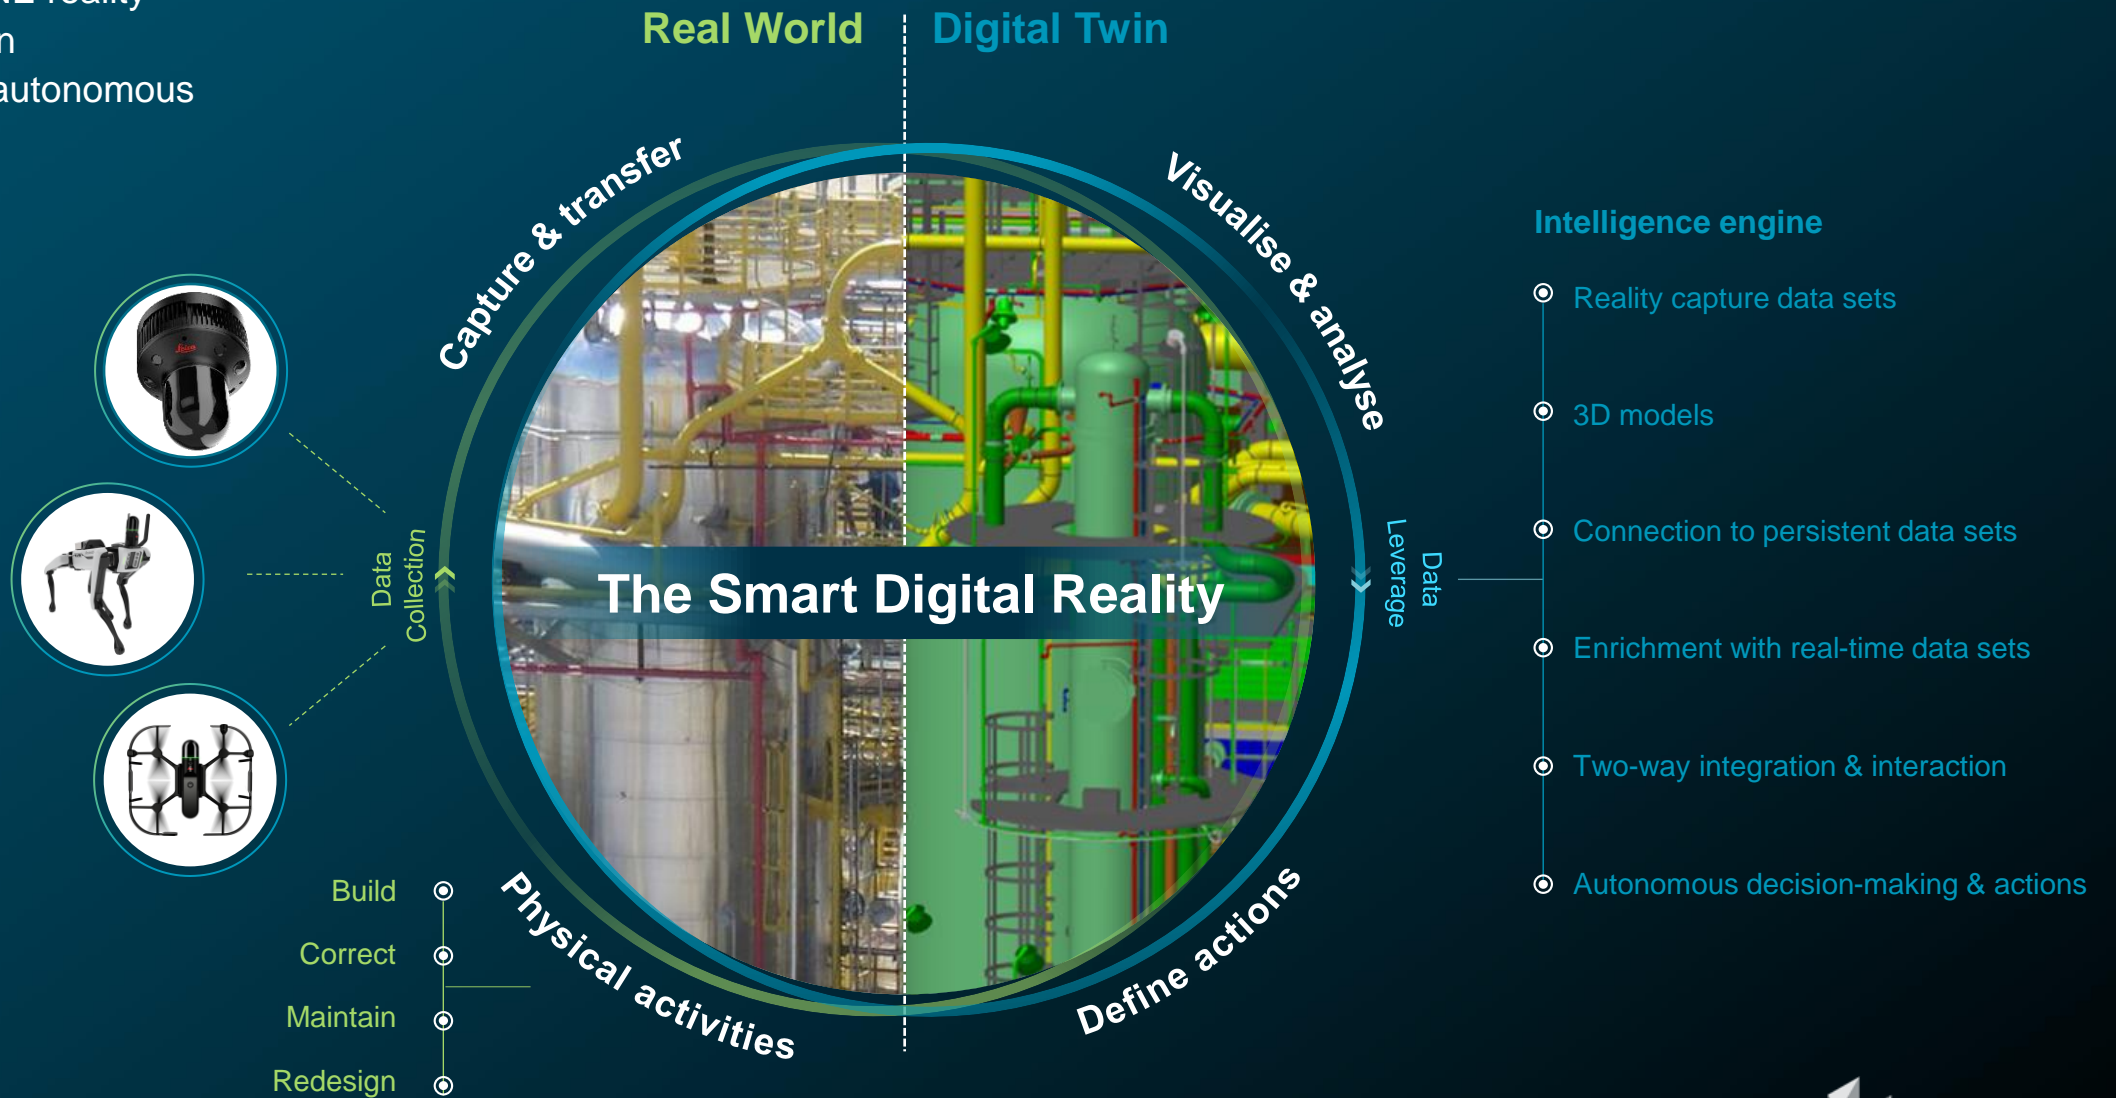 reality
autonomous
Real World
Digital Twin
Capture & transfer
Visualise & analyse
Intelligence engine
Reality capture data sets
3D models
Connection to persistent data sets
Enrichment with real-time data sets
Two-way integration & interaction
Autonomous decision-making & actions
Leica
Data
Collection
The Smart Digital Reality
Data
Leverage
Build
Correct
Maintain
Redesign
Physical activities
Define actions